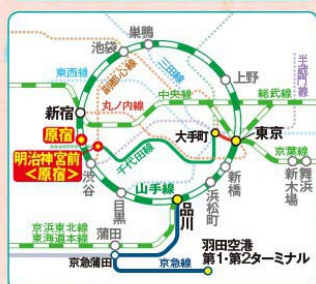 巣鴨
池袋
副都心線
三田線
東西線
丸ノ内線
中央線
上野
総武線
半蔵門線
新宿
原宿
大手町
東京
明治神宮前
<原宿>
渋谷
千代田線
京葉線
舞浜
新木場
新橋
浜松町
山手線
目黒
品川
京浜東北線
東海道本線
蒲田
京急蒲田
京急線
羽田空港
第1・第2ターミナル